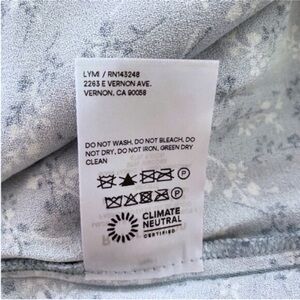 LYMI / RN143248
2263 E VERNON AVE.
VERNON, CA 90058
DO NOT WASH, DO NOT BLEACH, DO
NOT DRY, DO NOT IRON, GREEN DRY
CLEAN
P
P
CLIMATE
NEUTRAL
CERTIFIED